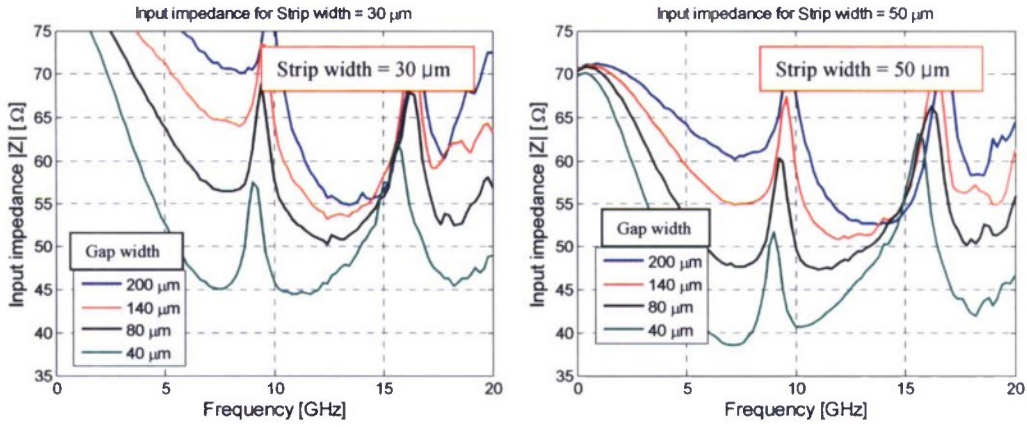 Input impedance for Strip width = 30 μm
Strip width = 30 μm
Input impedance |Z| [Ω]
75
70
65
60
55
50
45
40
35
Gap width
200 μm
140 μm
80 μm
40 μm
0
5
10
15
20
Frequency [GHz]
Input impedance for Strip width = 50 μm
Strip width = 50 μm
Input impedance |Z| [Ω]
75
70
65
60
55
50
45
40
35
Gap width
200 μm
140 μm
80 μm
40 μm
0
5
10
15
20
Frequency [GHz]